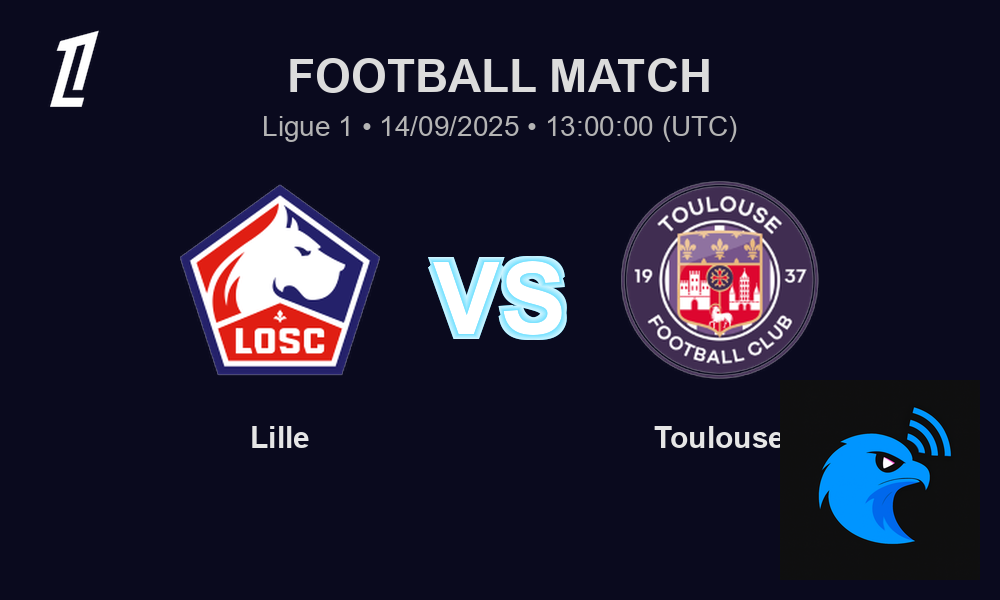 FOOTBALL MATCH
Ligue 1 • 14/09/2025 • 13:00:00 (UTC)
LOSC
VS
TOULOUSE
19 37
FOOTBALL CLUB
Lille
Toulouse